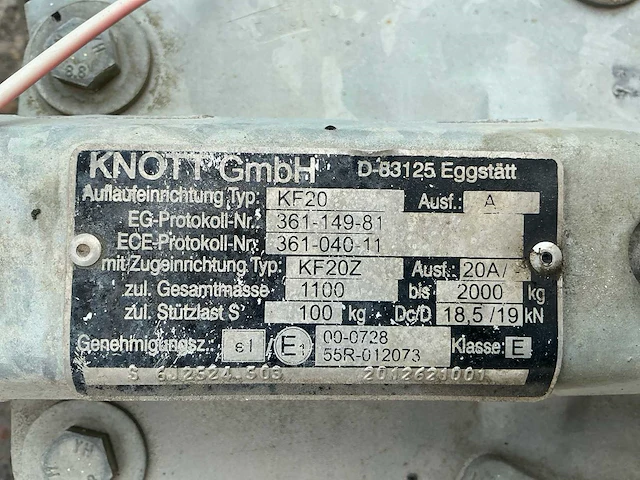 KNOTT GmbH D-83125 Eggstätt
Auflaufeinrichtung Typ: KF20 Ausf.: A
EG-Protokoll-Nr.: 361-149-81
ECE-Protokoll-Nr.: 361-040-11
mit Zugeinrichtung Typ: KF20Z Ausf.: 20A/
zul. Gesamtmasse 1100 bis 2000 kg
zul. Stützlast S 100 kg Dc/D 18,5/19 kN
Genehmigungsz.: e1 / E1 00-0728 Klasse: E
55R-012073
8.8